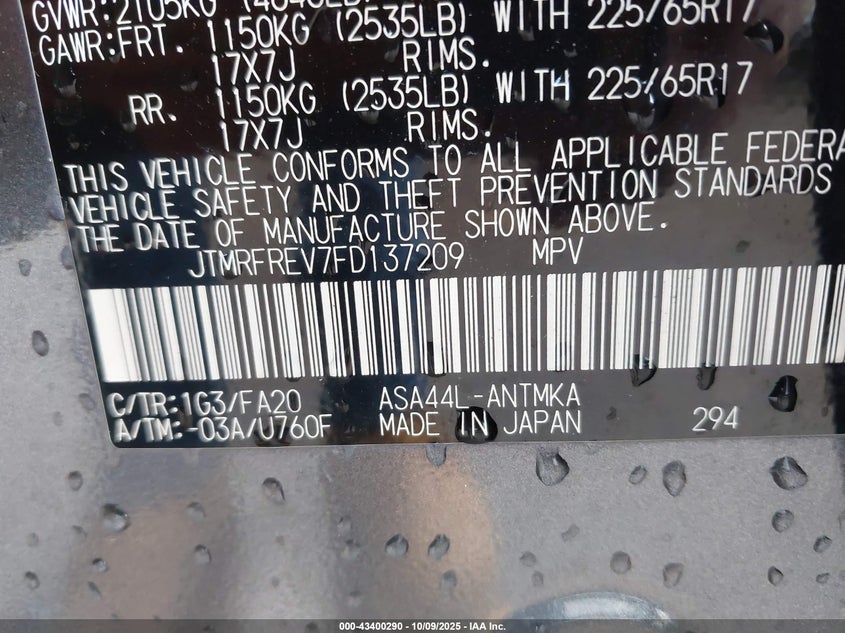 GVWR:2105KG
GAWR:FRT. 1150KG (2535LB) WITH 225/65R17
17X7J RIMS.
RR. 1150KG (2535LB) WITH 225/65R17
17X7J RIMS.
THIS VEHICLE CONFORMS TO ALL APPLICABLE FEDERA
VEHICLE SAFETY AND THEFT PREVENTION STANDARDS
THE DATE OF MANUFACTURE SHOWN ABOVE.
JTMRFREV7FD137209 MPV
C/TR:1G3/FA20 ASA44L-ANTMKA
A/TM:-03A/U760F MADE IN JAPAN 294
000-43400290 - 10/09/2025 - IAA Inc.